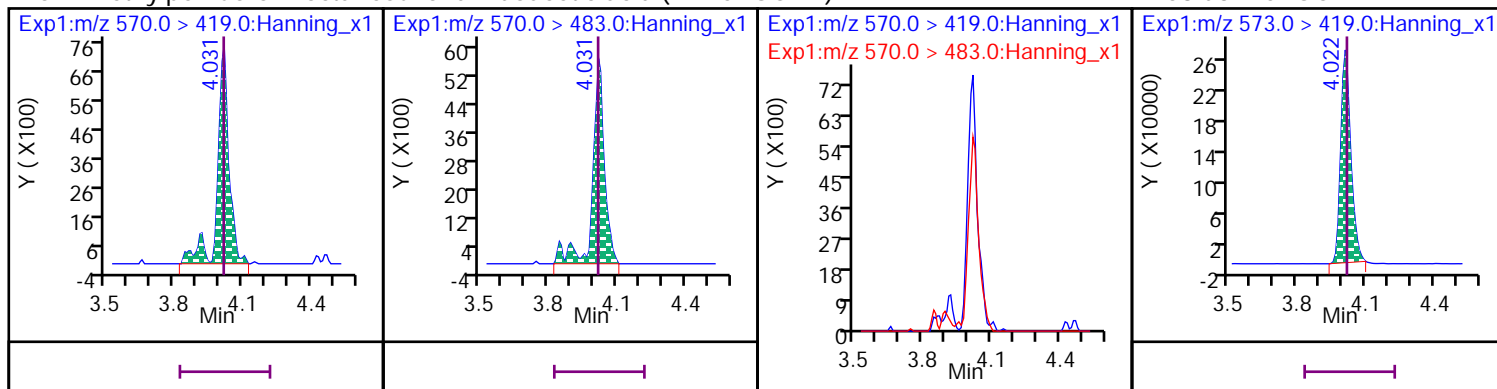 Exp1:m/z 570.0 > 419.0:Hanning_x1
4.031
Y ( X100)
76
66
56
46
36
26
16
6
-4
3.5 3.8 4.1 4.4
Min
Exp1:m/z 570.0 > 483.0:Hanning_x1
4.031
Y ( X100)
60
52
44
36
28
20
12
4
-4
3.5 3.8 4.1 4.4
Min
Exp1:m/z 570.0 > 419.0:Hanning_x1
Exp1:m/z 570.0 > 483.0:Hanning_x1
Y ( X100)
72
63
54
45
36
27
18
9
0
3.5 3.8 4.1 4.4
Min
Exp1:m/z 573.0 > 419.0:Hanning_x1
4.022
Y ( X10000)
26
22
18
14
10
6
2
-2
3.5 3.8 4.1 4.4
Min